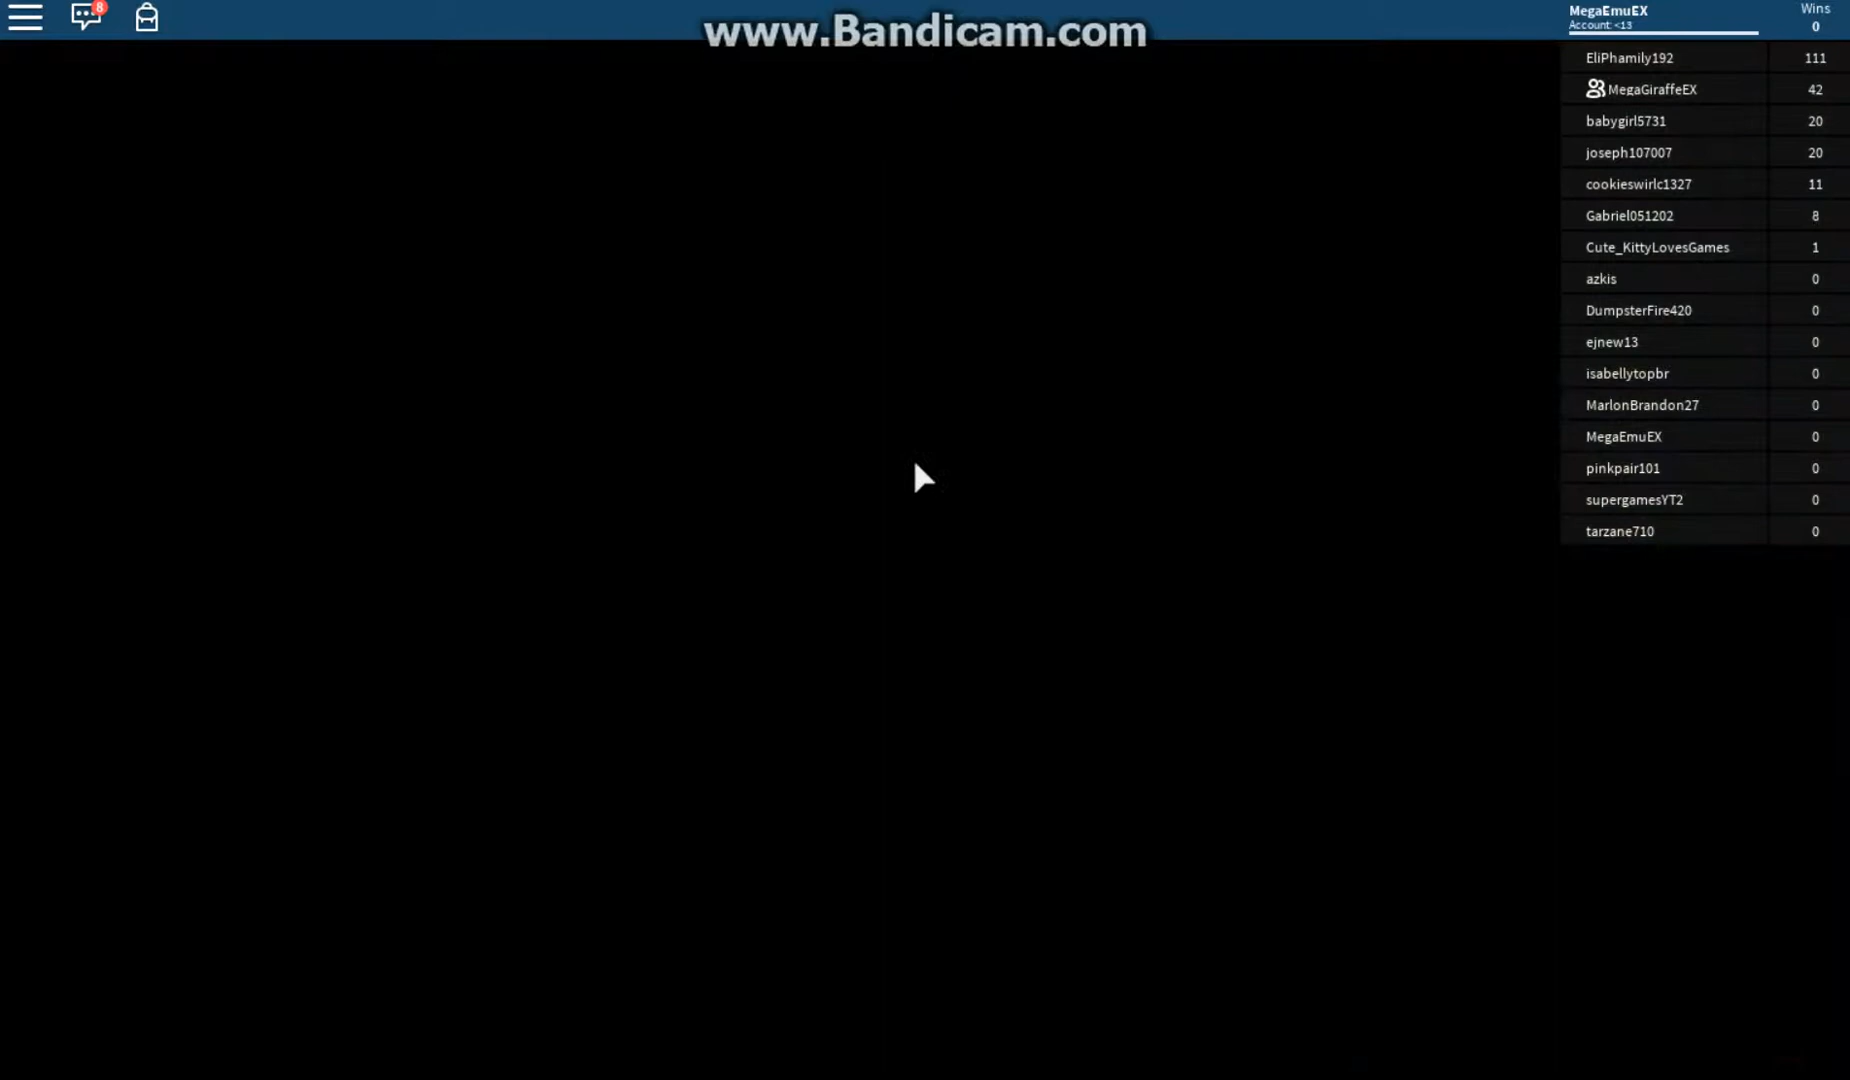 8
www.Bandicam.com
MegaEmuEX Wins
Account: <13 0
EliPhamily192 111
MegaGiraffeEX 42
babygirl5731 20
joseph107007 20
cookieswirlc1327 11
Gabriel051202 8
Cute_KittyLovesGames 1
azkis 0
DumpsterFire420 0
ejnew13 0
isabellytopbr 0
MarlonBrandon27 0
MegaEmuEX 0
pinkpair101 0
supergamesYT2 0
tarzane710 0